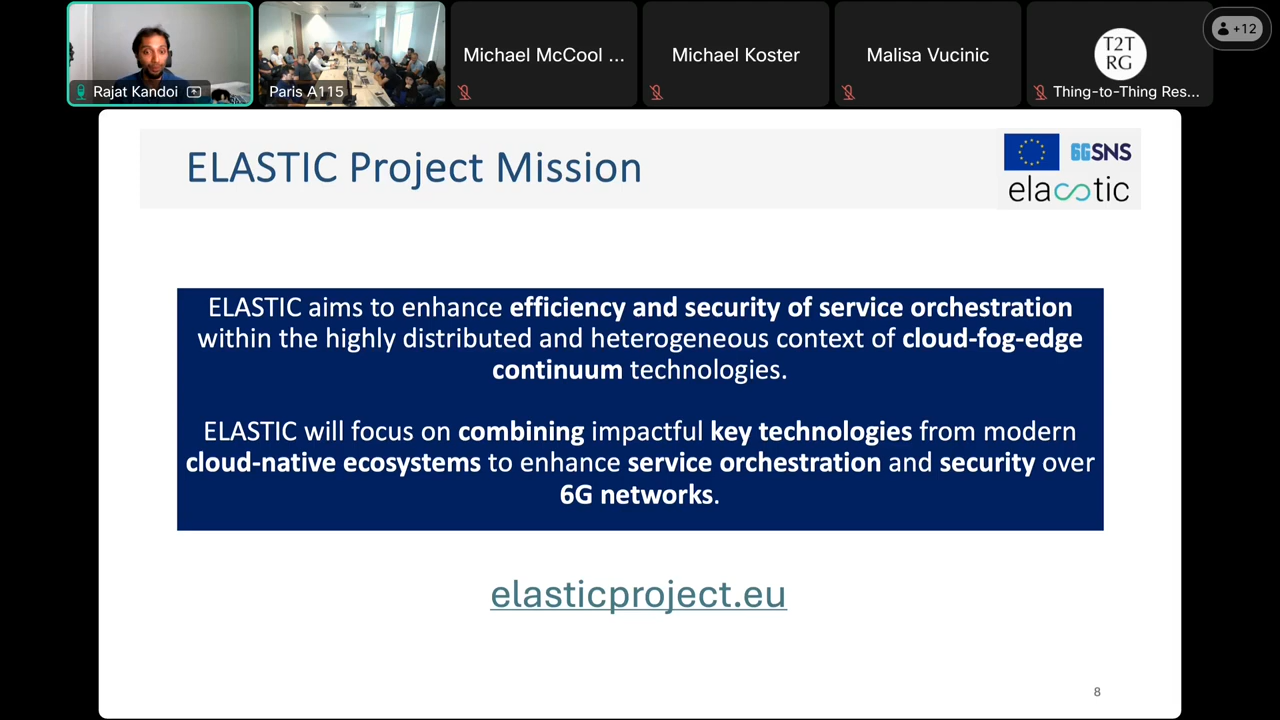 Rajat Kandoi
Paris A115
Michael McCool ...
Michael Koster
Malisa Vucinic
T2T
RG
Thing-to-Thing Res...
+12
ELASTIC Project Mission
6GSNS
elastic
ELASTIC aims to enhance efficiency and security of service orchestration
within the highly distributed and heterogeneous context of cloud-fog-edge
continuum technologies.
ELASTIC will focus on combining impactful key technologies from modern
cloud-native ecosystems to enhance service orchestration and security over
6G networks.
elasticproject.eu
8